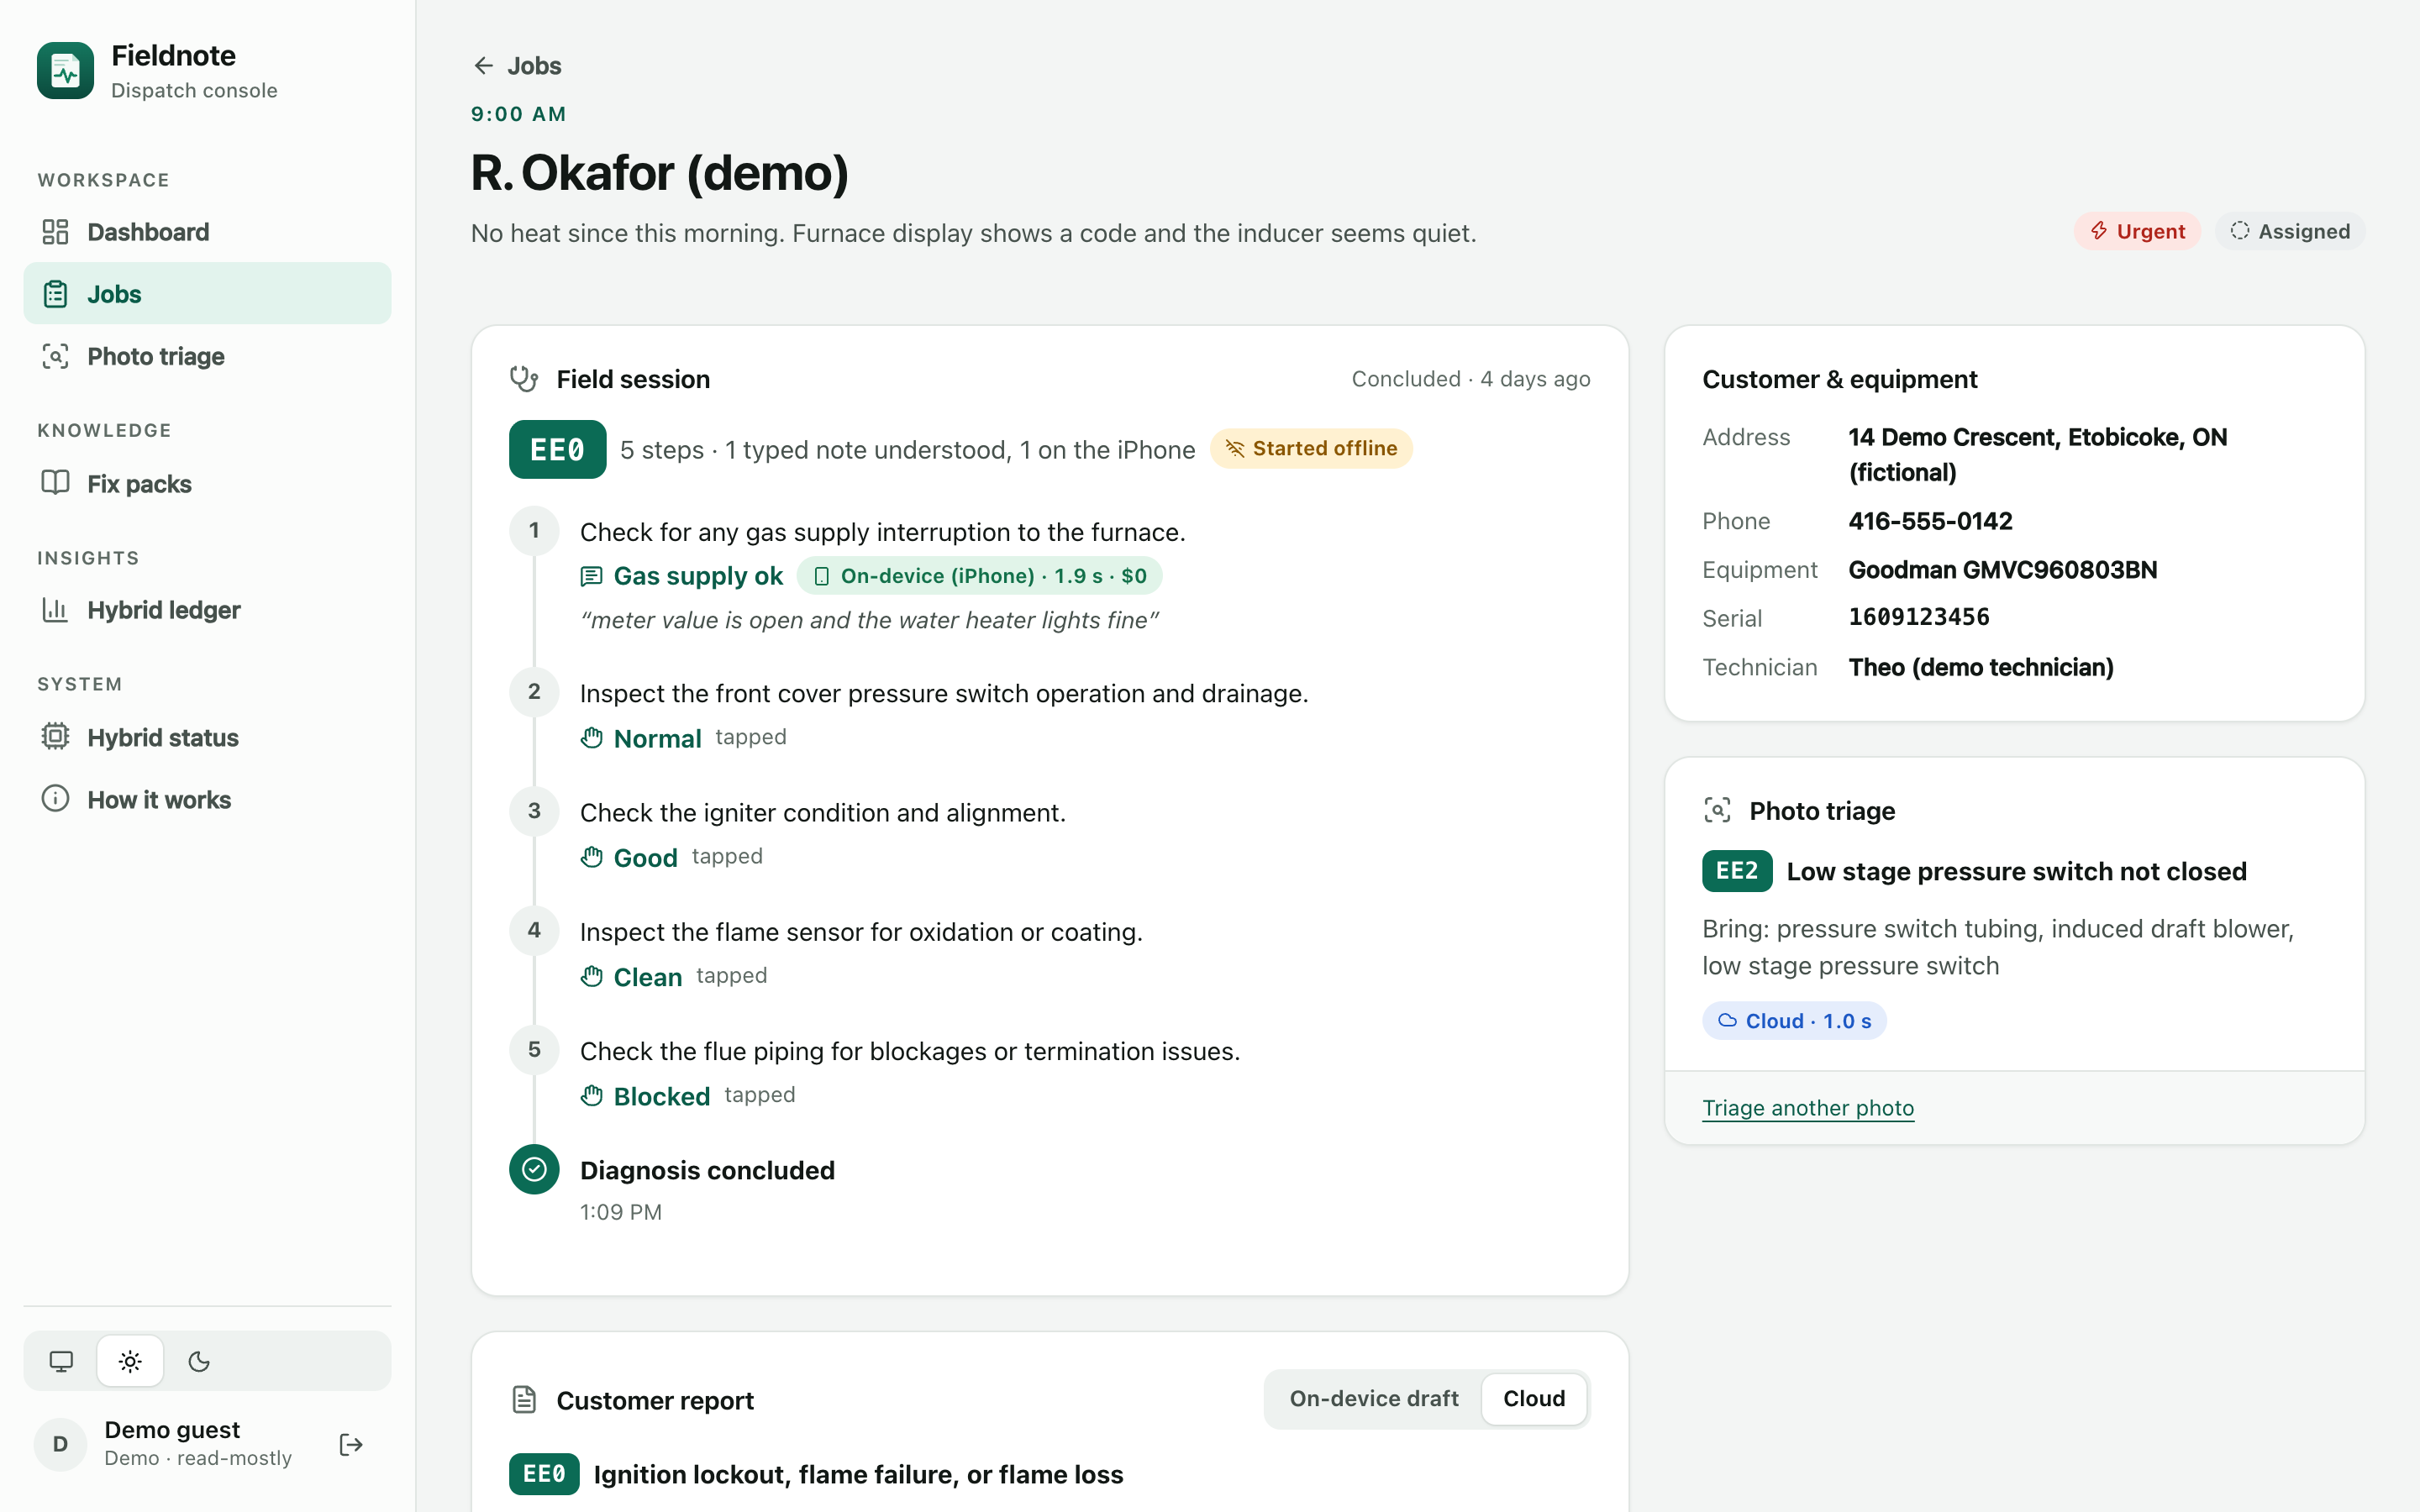 Fieldnote
Dispatch console
WORKSPACE
Dashboard
Jobs
Photo triage
KNOWLEDGE
Fix packs
INSIGHTS
Hybrid ledger
SYSTEM
Hybrid status
How it works
D
Demo guest
Demo · read-mostly
Jobs
9:00 AM
R. Okafor (demo)
No heat since this morning. Furnace display shows a code and the inducer seems quiet.
Urgent
Assigned
Field session
Concluded · 4 days ago
EE0 5 steps · 1 typed note understood, 1 on the iPhone Started offline
1 Check for any gas supply interruption to the furnace.
Gas supply ok On-device (iPhone) · 1.9 s · $0
“meter value is open and the water heater lights fine”
2 Inspect the front cover pressure switch operation and drainage.
Normal tapped
3 Check the igniter condition and alignment.
Good tapped
4 Inspect the flame sensor for oxidation or coating.
Clean tapped
5 Check the flue piping for blockages or termination issues.
Blocked tapped
Diagnosis concluded
1:09 PM
Customer report
On-device draft Cloud
EE0 Ignition lockout, flame failure, or flame loss
Customer & equipment
Address 14 Demo Crescent, Etobicoke, ON
(fictional)
Phone 416-555-0142
Equipment Goodman GMVC960803BN
Serial 1609123456
Technician Theo (demo technician)
Photo triage
EE2 Low stage pressure switch not closed
Bring: pressure switch tubing, induced draft blower,
low stage pressure switch
Cloud · 1.0 s
Triage another photo